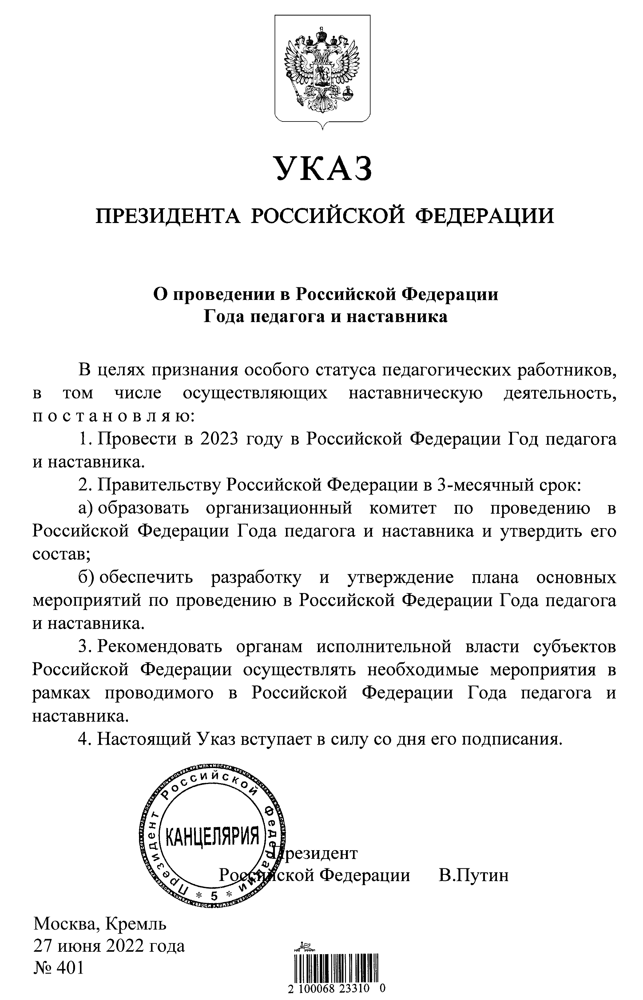 УКАЗ
ПРЕЗИДЕНТА РОССИЙСКОЙ ФЕДЕРАЦИИ
О проведении в Российской Федерации
Года педагога и наставника
В целях признания особого статуса педагогических работников,
в том числе осуществляющих наставническую деятельность,
п о с т а н о в л я ю:
1. Провести в 2023 году в Российской Федерации Год педагога
и наставника.
2. Правительству Российской Федерации в 3-месячный срок:
а) образовать организационный комитет по проведению в
Российской Федерации Года педагога и наставника и утвердить его
состав;
б) обеспечить разработку и утверждение плана основных
мероприятий по проведению в Российской Федерации Года педагога
и наставника.
3. Рекомендовать органам исполнительной власти субъектов
Российской Федерации осуществлять необходимые мероприятия в
рамках проводимого в Российской Федерации Года педагога и
наставника.
4. Настоящий Указ вступает в силу со дня его подписания.
Президент Российской Федерации
КАНЦЕЛЯРИЯ
* 5 *
Президент
Российской Федерации В.Путин
Москва, Кремль
27 июня 2022 года
№ 401
2 100068 23310 0